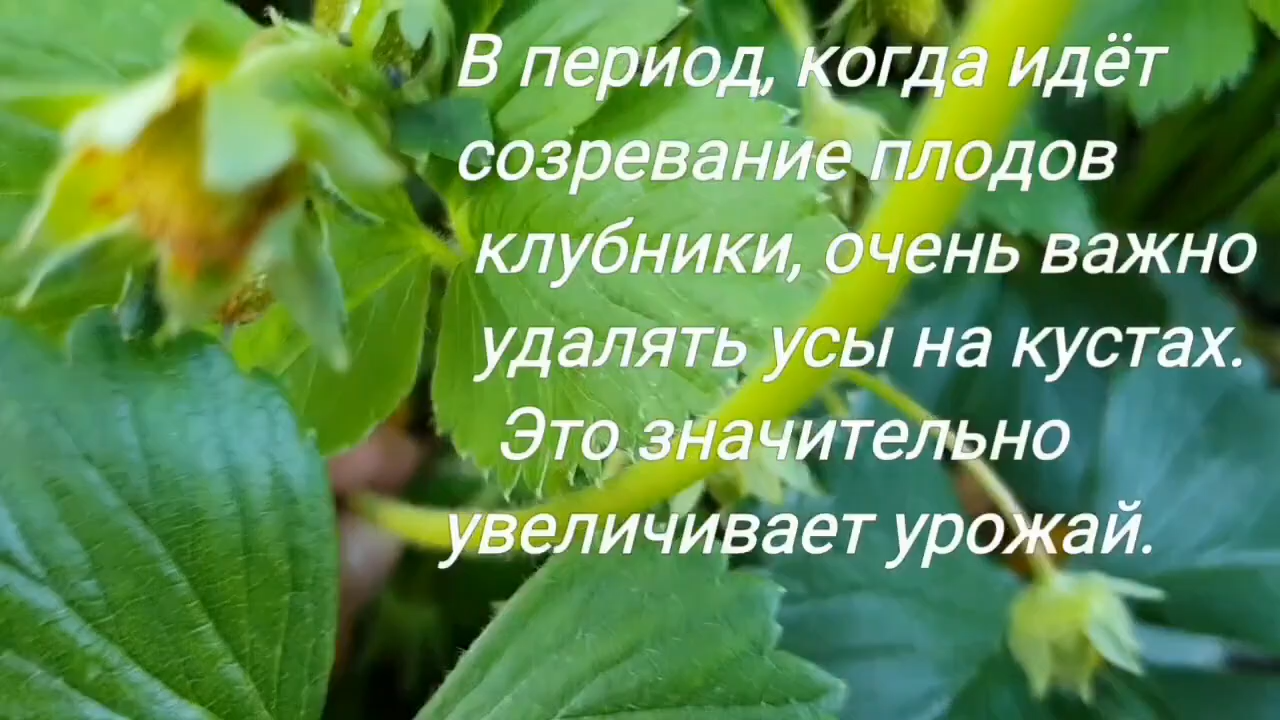 В период, когда идёт
созревание плодов
клубники, очень важно
удалять усы на кустах.
Это значительно
увеличивает урожай.